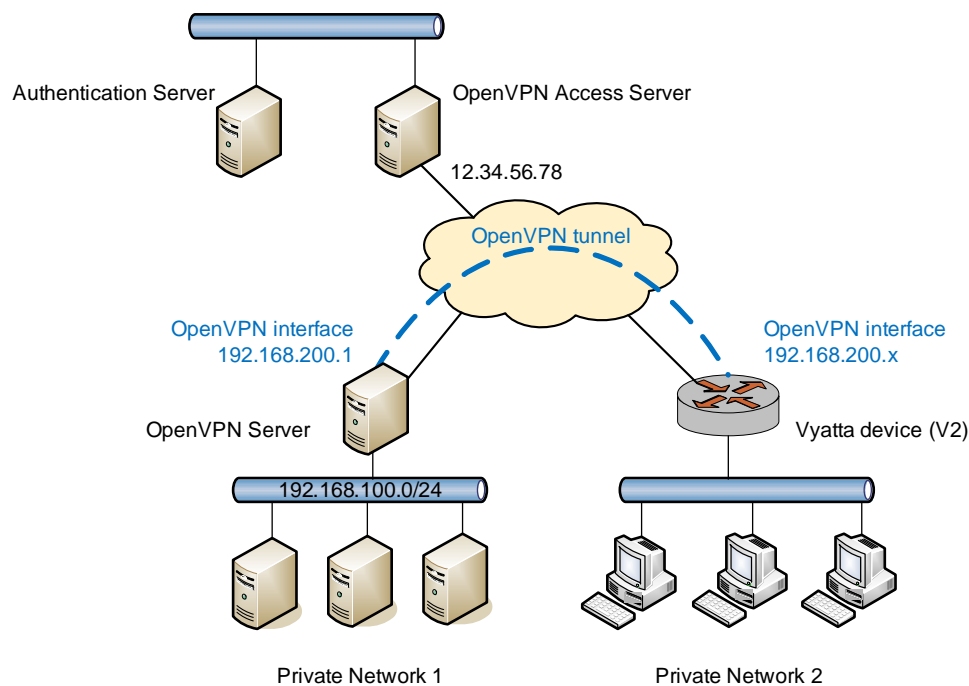 Authentication Server
OpenVPN Access Server
12.34.56.78
OpenVPN tunnel
OpenVPN interface
192.168.200.1
OpenVPN interface
192.168.200.x
OpenVPN Server
Vyatta device (V2)
192.168.100.0/24
Private Network 1
Private Network 2